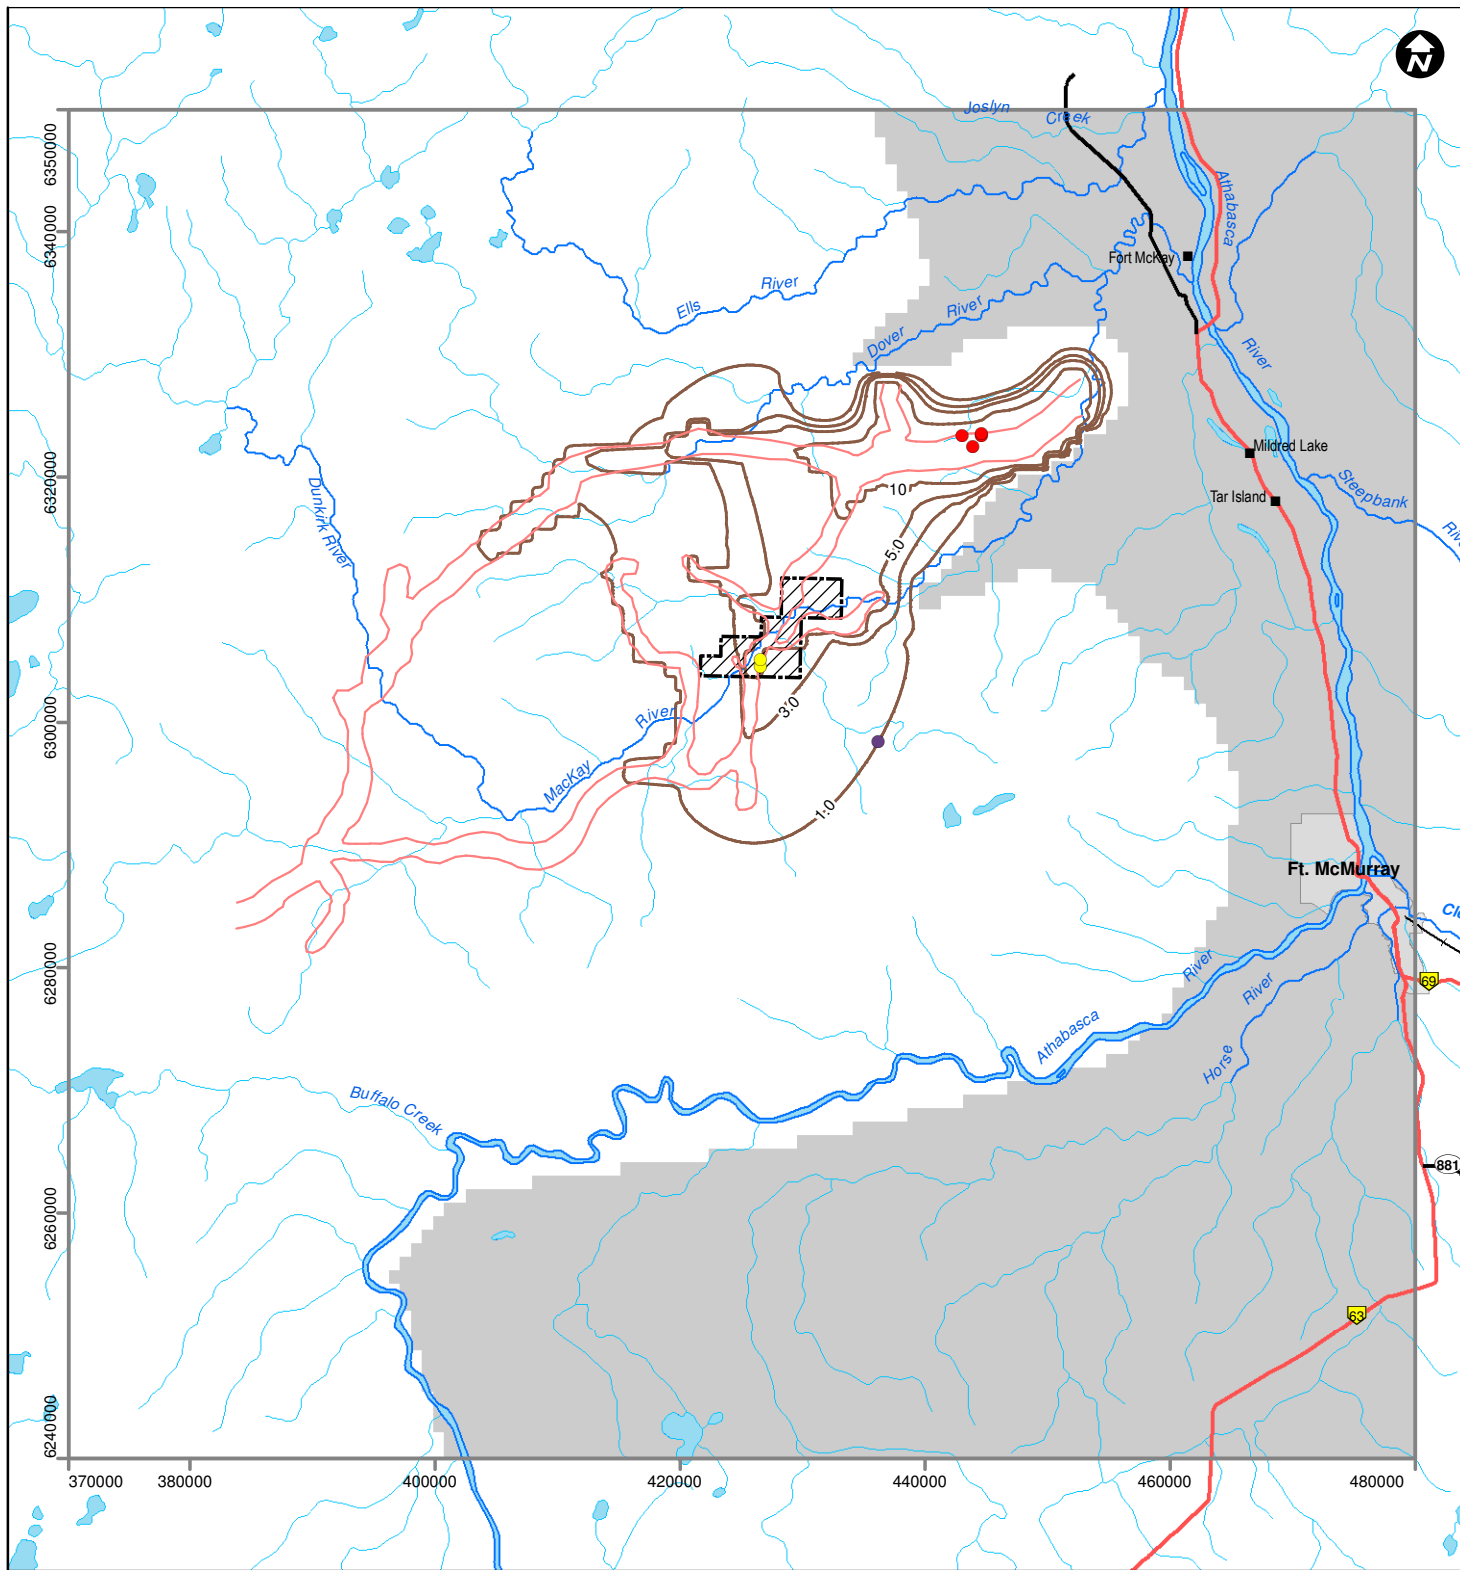 N
Joslyn
Creek
6350000
Athabasca
6340000
Fort McKay
River
Ells
River
Dover
River
River
Mildred Lake
6320000
Dunkirk River
10
Tar Island
Steepbank
5.0
6300000
River
3.0
MacKay
1.0
Ft. McMurray
6280000
River
River
69
Athabasca
Horse
Buffalo Creek
881
6260000
63
6240000
370000
380000
400000
420000
440000
460000
480000